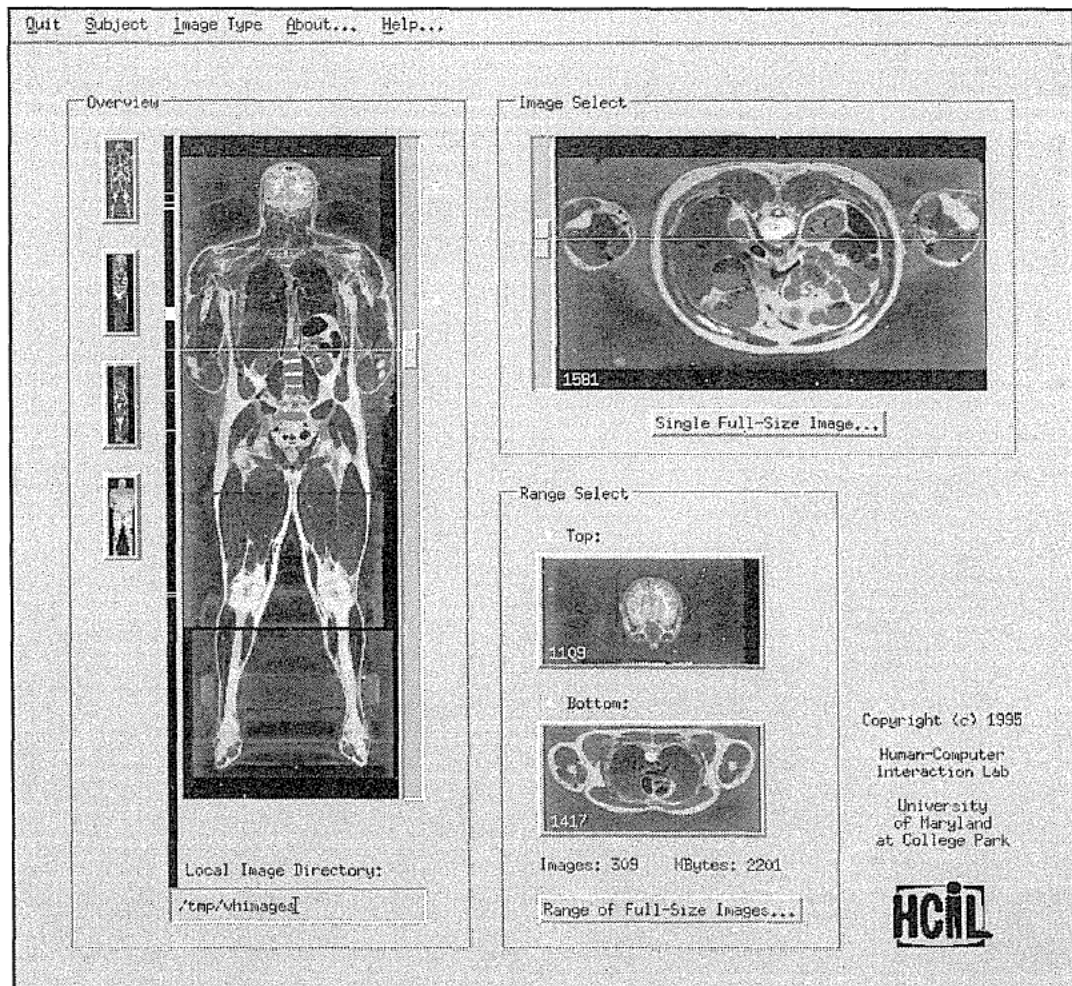 Quit Subject Image Type About... Help...
Overview
Image Select
1581
Single Full-Size Image...
Range Select
Top:
1109
Bottom:
1417
Images: 309 MBytes: 2201
Range of Full-Size Images...
Local Image Directory:
/tmp/vhimages
Copyright (c) 1995
Human-Computer
Interaction Lab
University
of Maryland
at College Park
HCIL